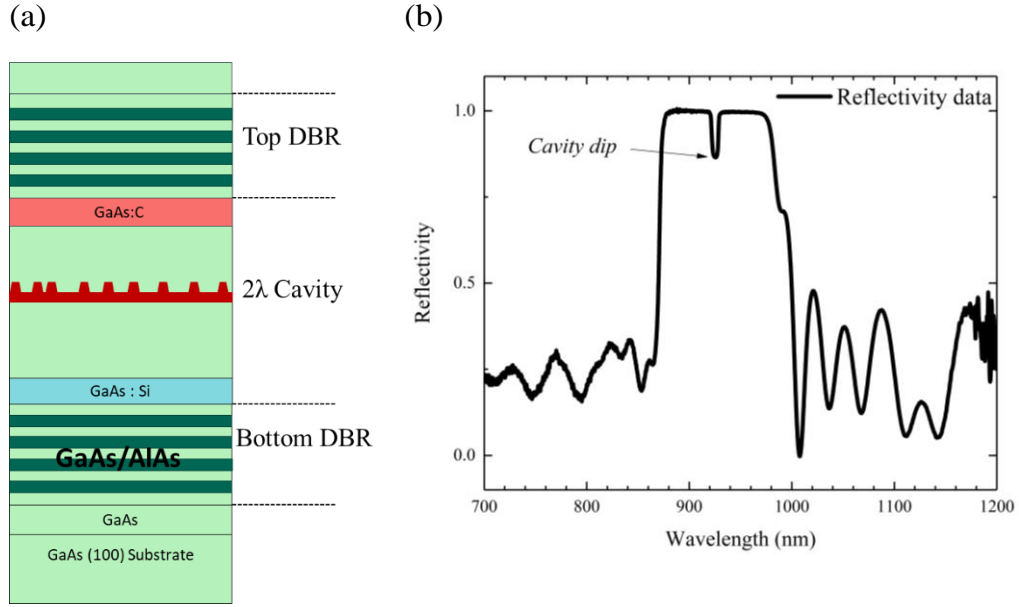 (a)
Top DBR
GaAs:C
2λ Cavity
GaAs : Si
Bottom DBR
GaAs/AlAs
GaAs
GaAs (100) Substrate
(b)
Reflectivity data
Cavity dip
1.0
0.5
0.0
Reflectivity
700
800
900
1000
1100
1200
Wavelength (nm)